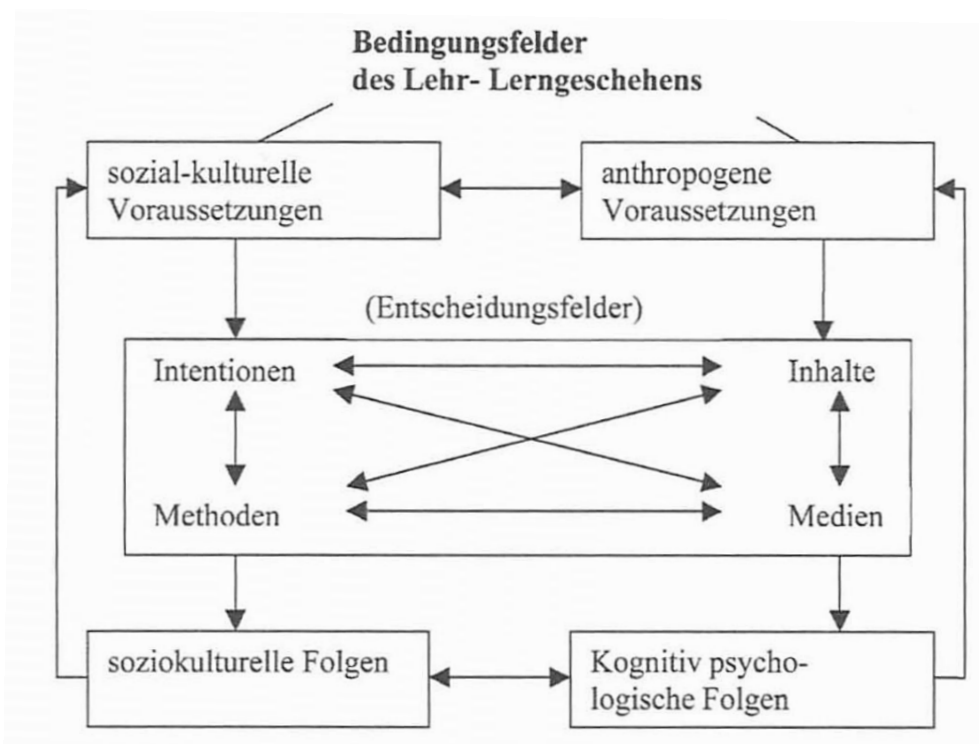 Bedingungsfelder
des Lehr- Lerngeschehens
sozial-kulturelle
Voraussetzungen
anthropogene
Voraussetzungen
(Entscheidungsfelder)
Intentionen
Inhalte
Methoden
Medien
soziokulturelle Folgen
Kognitiv psycho-
logische Folgen